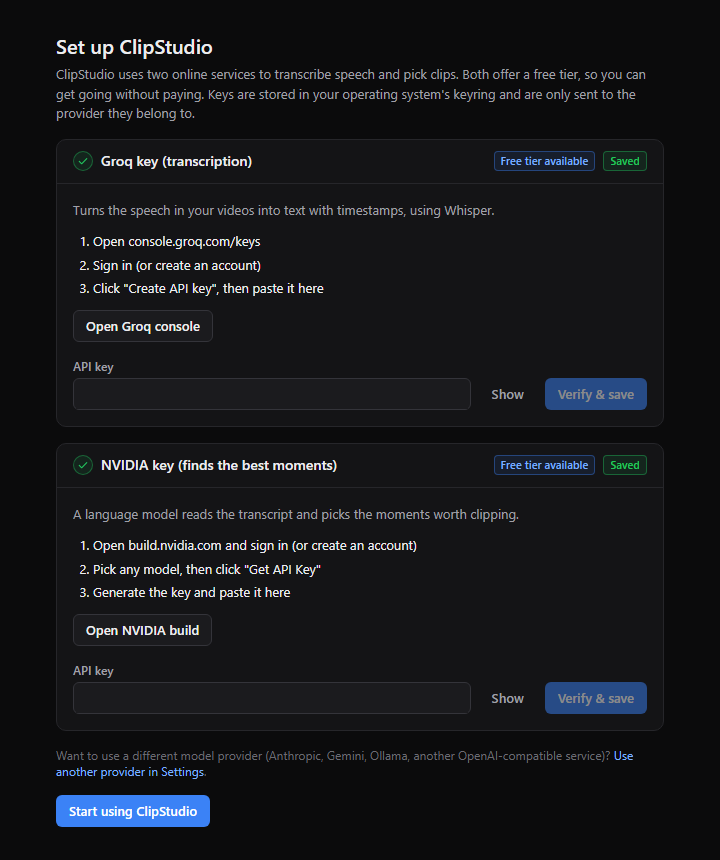 Set up ClipStudio
ClipStudio uses two online services to transcribe speech and pick clips. Both offer a free tier, so you can
get going without paying. Keys are stored in your operating system's keyring and are only sent to the
provider they belong to.
Groq key (transcription) Free tier available Saved
Turns the speech in your videos into text with timestamps, using Whisper.
1. Open console.groq.com/keys
2. Sign in (or create an account)
3. Click "Create API key", then paste it here
Open Groq console
API key
Show Verify & save
NVIDIA key (finds the best moments) Free tier available Saved
A language model reads the transcript and picks the moments worth clipping.
1. Open build.nvidia.com and sign in (or create an account)
2. Pick any model, then click "Get API Key"
3. Generate the key and paste it here
Open NVIDIA build
API key
Show Verify & save
Want to use a different model provider (Anthropic, Gemini, Ollama, another OpenAI-compatible service)? Use
another provider in Settings.
Start using ClipStudio